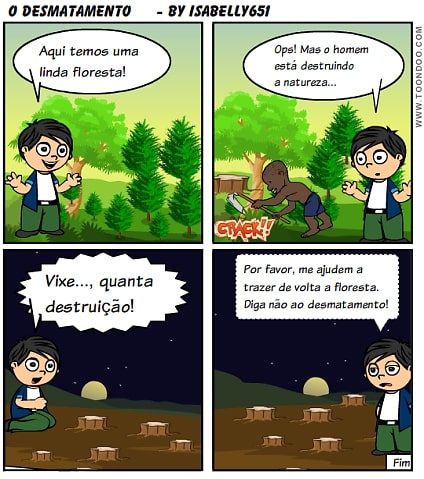 O DESMATAMENTO - BY ISABELLY651
Aqui temos uma
linda floresta!
Ops! Mas o homem
está destruindo
a natureza...
CRACK!!
Vixe..., quanta
destruição!
Por favor, me ajudem a
trazer de volta a floresta.
Diga não ao desmatamento!
Fim
WWW.TOONDOO.COM